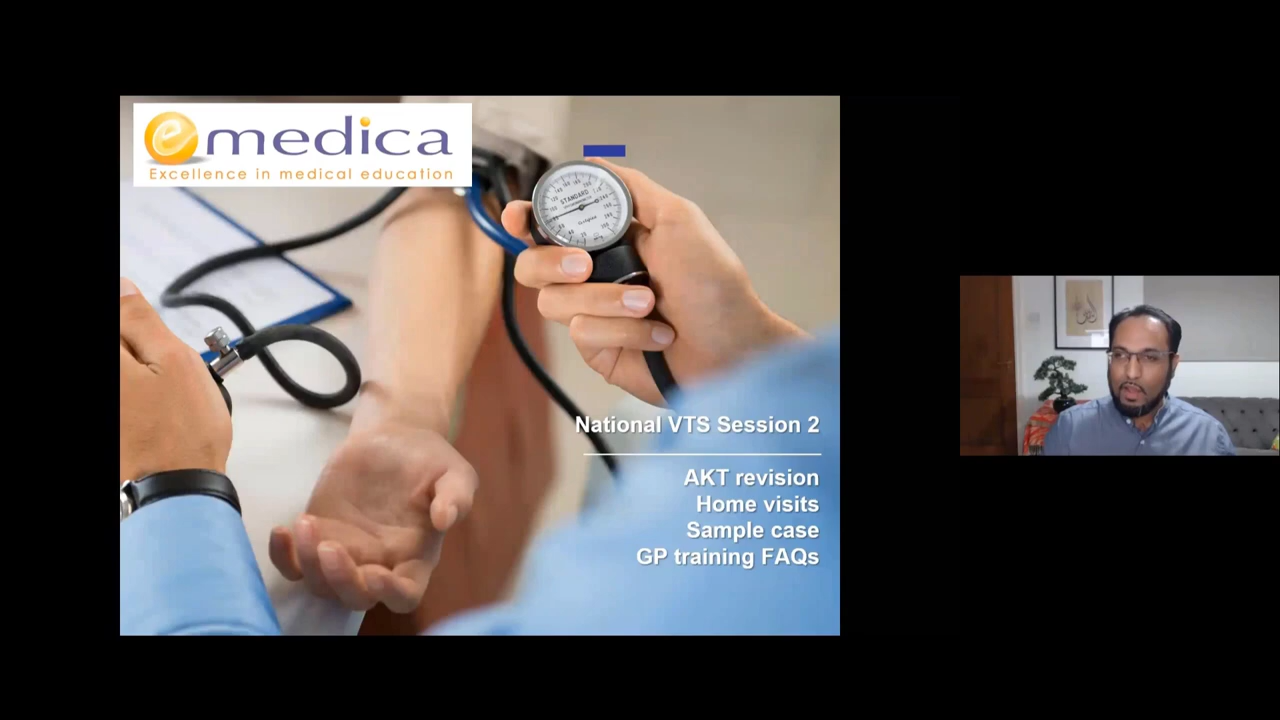 emedica
Excellence in medical education
STANDARD
National VTS Session 2
AKT revision
Home visits
Sample case
GP training FAQs